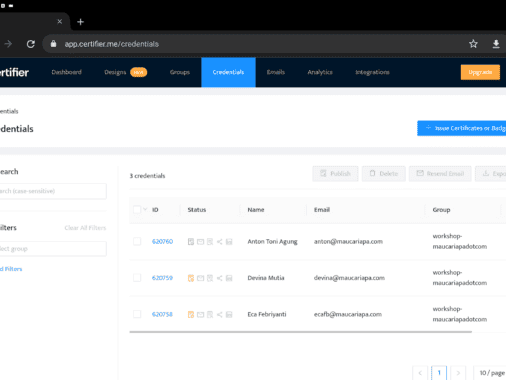 app.certifier.me/credentials
ertifier Dashboard Designs Groups Credentials Emails Analytics Integrations Upgrade
entials
edentials
Issue Certificates or Badg
earch
arch (case-sensitive)
3 credentials Publish Delete Resend Email Expo
ID Status Name Email Group
ilters Clear All Filters
lect group
d Filters
620760 Anton Toni Agung anton@maucariapa.com workshop-
maucariapadotcom
620759 Devina Mutia devina@maucariapa.com workshop-
maucariapadotcom
620758 Eca Febriyanti ecafb@maucariapa.com workshop-
maucariapadotcom
1 10 / page